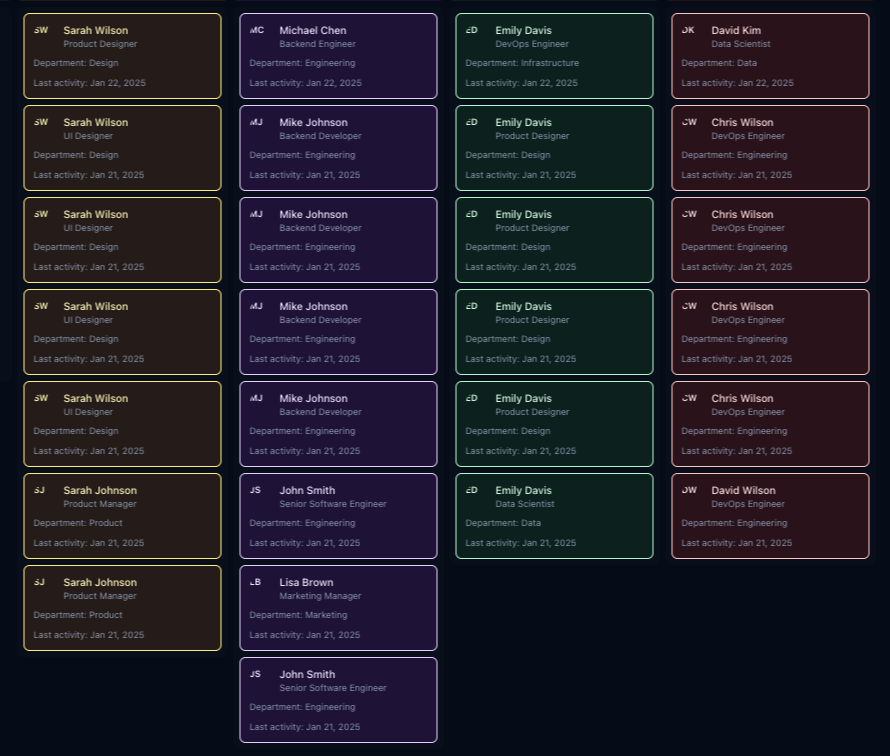 SW Sarah Wilson
Product Designer
Department: Design
Last activity: Jan 22, 2025
SW Sarah Wilson
UI Designer
Department: Design
Last activity: Jan 21, 2025
SW Sarah Wilson
UI Designer
Department: Design
Last activity: Jan 21, 2025
SW Sarah Wilson
UI Designer
Department: Design
Last activity: Jan 21, 2025
SW Sarah Wilson
UI Designer
Department: Design
Last activity: Jan 21, 2025
SJ Sarah Johnson
Product Manager
Department: Product
Last activity: Jan 21, 2025
SJ Sarah Johnson
Product Manager
Department: Product
Last activity: Jan 21, 2025
MC Michael Chen
Backend Engineer
Department: Engineering
Last activity: Jan 22, 2025
MJ Mike Johnson
Backend Developer
Department: Engineering
Last activity: Jan 21, 2025
MJ Mike Johnson
Backend Developer
Department: Engineering
Last activity: Jan 21, 2025
MJ Mike Johnson
Backend Developer
Department: Engineering
Last activity: Jan 21, 2025
MJ Mike Johnson
Backend Developer
Department: Engineering
Last activity: Jan 21, 2025
JS John Smith
Senior Software Engineer
Department: Engineering
Last activity: Jan 21, 2025
LB Lisa Brown
Marketing Manager
Department: Marketing
Last activity: Jan 21, 2025
JS John Smith
Senior Software Engineer
Department: Engineering
Last activity: Jan 21, 2025
ED Emily Davis
DevOps Engineer
Department: Infrastructure
Last activity: Jan 22, 2025
ED Emily Davis
Product Designer
Department: Design
Last activity: Jan 21, 2025
ED Emily Davis
Product Designer
Department: Design
Last activity: Jan 21, 2025
ED Emily Davis
Product Designer
Department: Design
Last activity: Jan 21, 2025
ED Emily Davis
Product Designer
Department: Design
Last activity: Jan 21, 2025
ED Emily Davis
Data Scientist
Department: Data
Last activity: Jan 21, 2025
DK David Kim
Data Scientist
Department: Data
Last activity: Jan 22, 2025
CW Chris Wilson
DevOps Engineer
Department: Engineering
Last activity: Jan 21, 2025
CW Chris Wilson
DevOps Engineer
Department: Engineering
Last activity: Jan 21, 2025
CW Chris Wilson
DevOps Engineer
Department: Engineering
Last activity: Jan 21, 2025
CW Chris Wilson
DevOps Engineer
Department: Engineering
Last activity: Jan 21, 2025
DW David Wilson
DevOps Engineer
Department: Engineering
Last activity: Jan 21, 2025